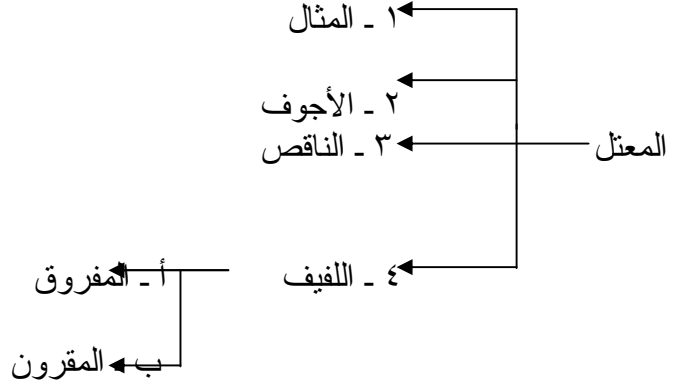 المعتل
١ ـ المثال
٢ ـ الأجوف
٣ ـ الناقص
٤ ـ اللفيف
أ ـ المفروق
ب ـ المقرون